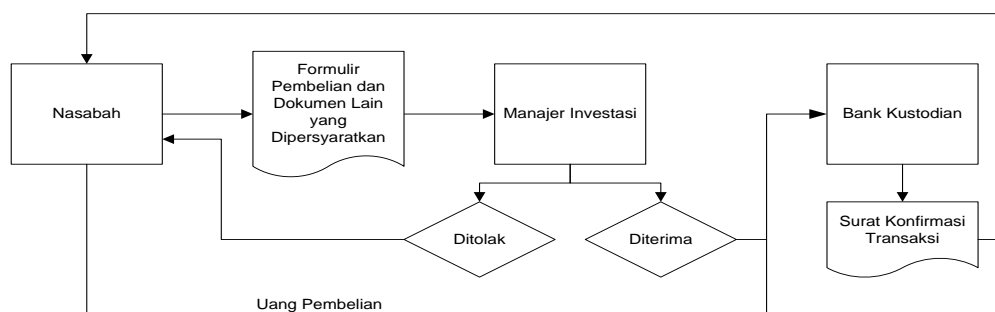 Nasabah
Formulir
Pembelian dan
Dokumen Lain
yang
Dipersyaratkan
Manajer Investasi
Bank Kustodian
Ditolak
Diterima
Surat Konfirmasi
Transaksi
Uang Pembelian